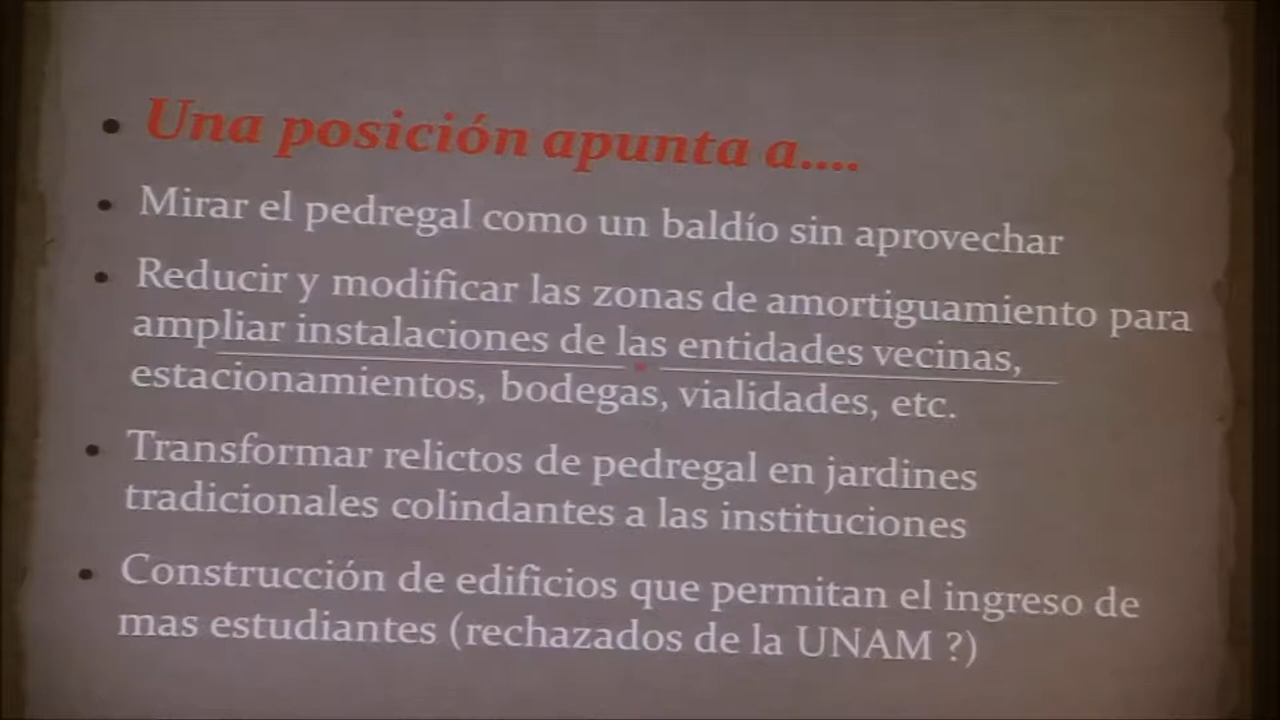 • Una posición apunta a....
• Mirar el pedregal como un baldío sin aprovechar
• Reducir y modificar las zonas de amortiguamiento para
ampliar instalaciones de las entidades vecinas,
estacionamientos, bodegas, vialidades, etc.
• Transformar relictos de pedregal en jardines
tradicionales colindantes a las instituciones
• Construcción de edificios que permitan el ingreso de
mas estudiantes (rechazados de la UNAM ?)